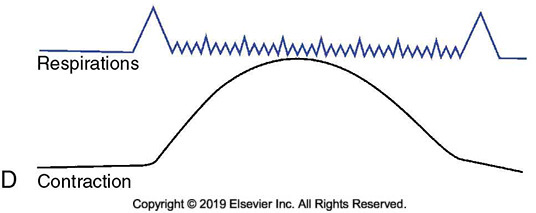 Respirations
D
Contraction
Copyright © 2019 Elsevier Inc. All Rights Reserved.